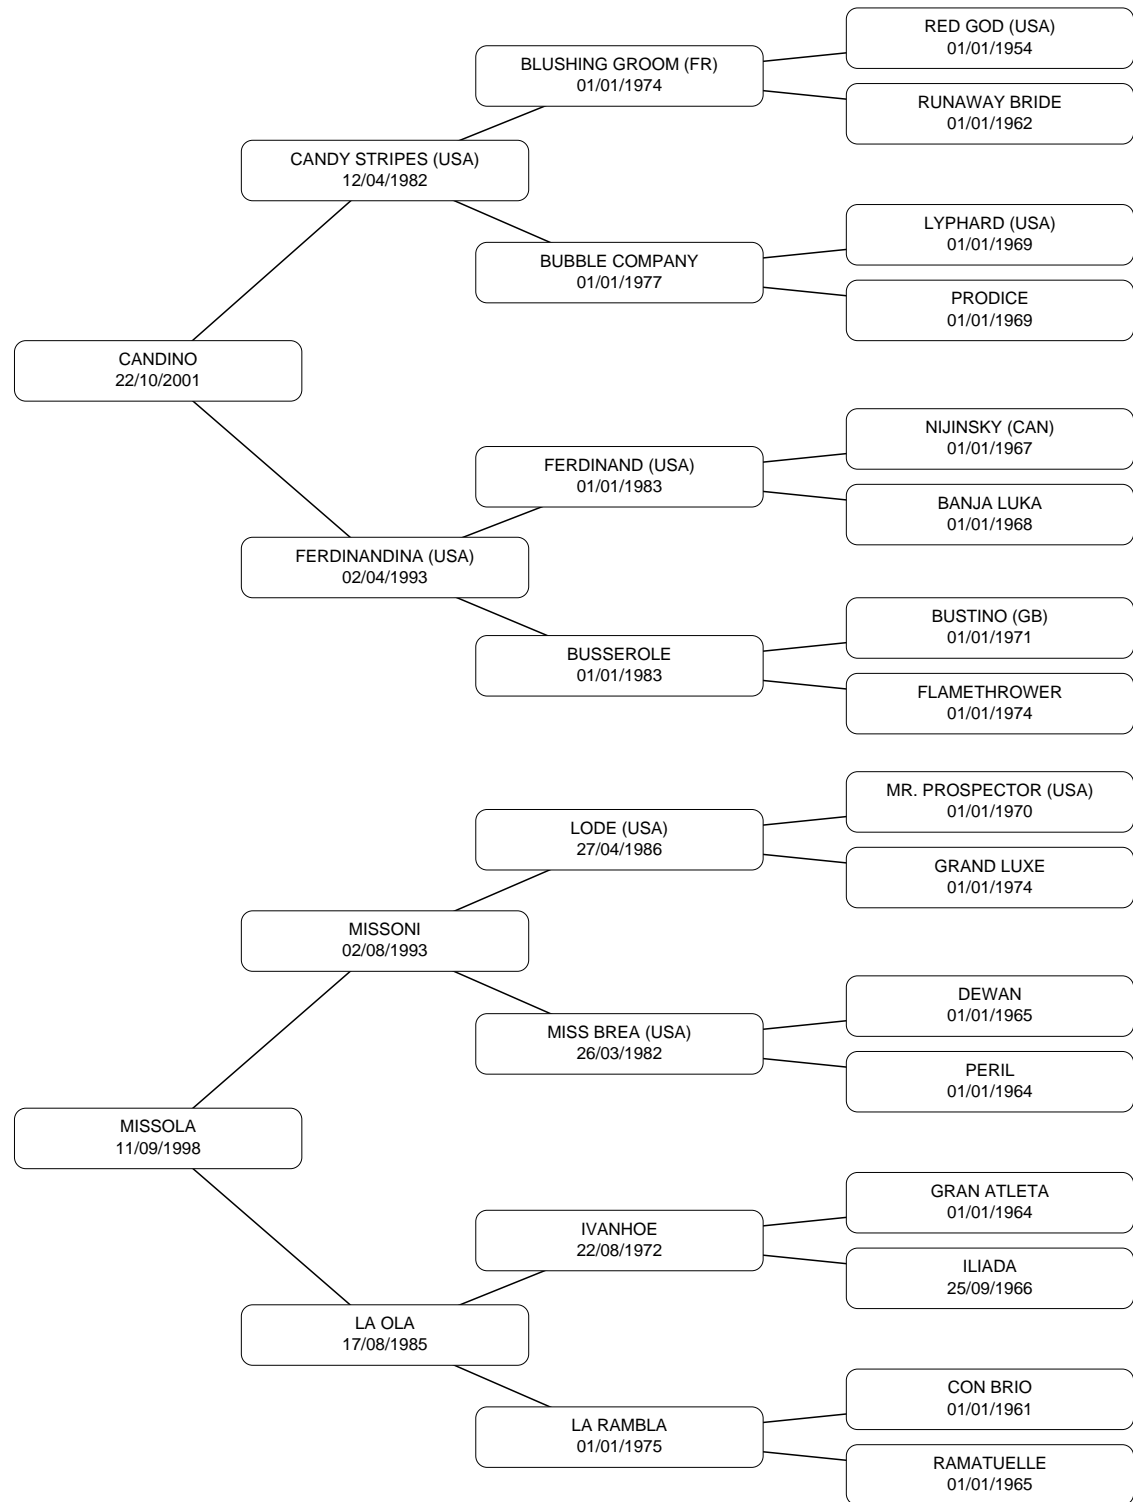 RED GOD (USA)
01/01/1954
BLUSHING GROOM (FR)
01/01/1974
RUNAWAY BRIDE
01/01/1962
CANDY STRIPES (USA)
12/04/1982
LYPHARD (USA)
01/01/1969
BUBBLE COMPANY
01/01/1977
PRODICE
01/01/1969
CANDINO
22/10/2001
NIJINSKY (CAN)
01/01/1967
FERDINAND (USA)
01/01/1983
BANJA LUKA
01/01/1968
FERDINANDINA (USA)
02/04/1993
BUSTINO (GB)
01/01/1971
BUSSEROLE
01/01/1983
FLAMETHROWER
01/01/1974
MR. PROSPECTOR (USA)
01/01/1970
LODE (USA)
27/04/1986
GRAND LUXE
01/01/1974
MISSONI
02/08/1993
DEWAN
01/01/1965
MISS BREA (USA)
26/03/1982
PERIL
01/01/1964
MISSOLA
11/09/1998
GRAN ATLETA
01/01/1964
IVANHOE
22/08/1972
ILIADA
25/09/1966
LA OLA
17/08/1985
CON BRIO
01/01/1961
LA RAMBLA
01/01/1975
RAMATUELLE
01/01/1965